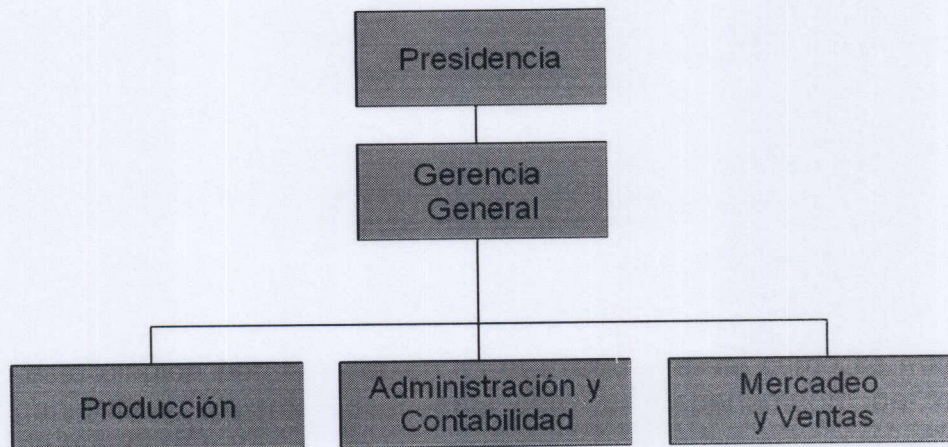 Presidencia
Gerencia
General
Producción
Administración y
Contabilidad
Mercadeo
y Ventas